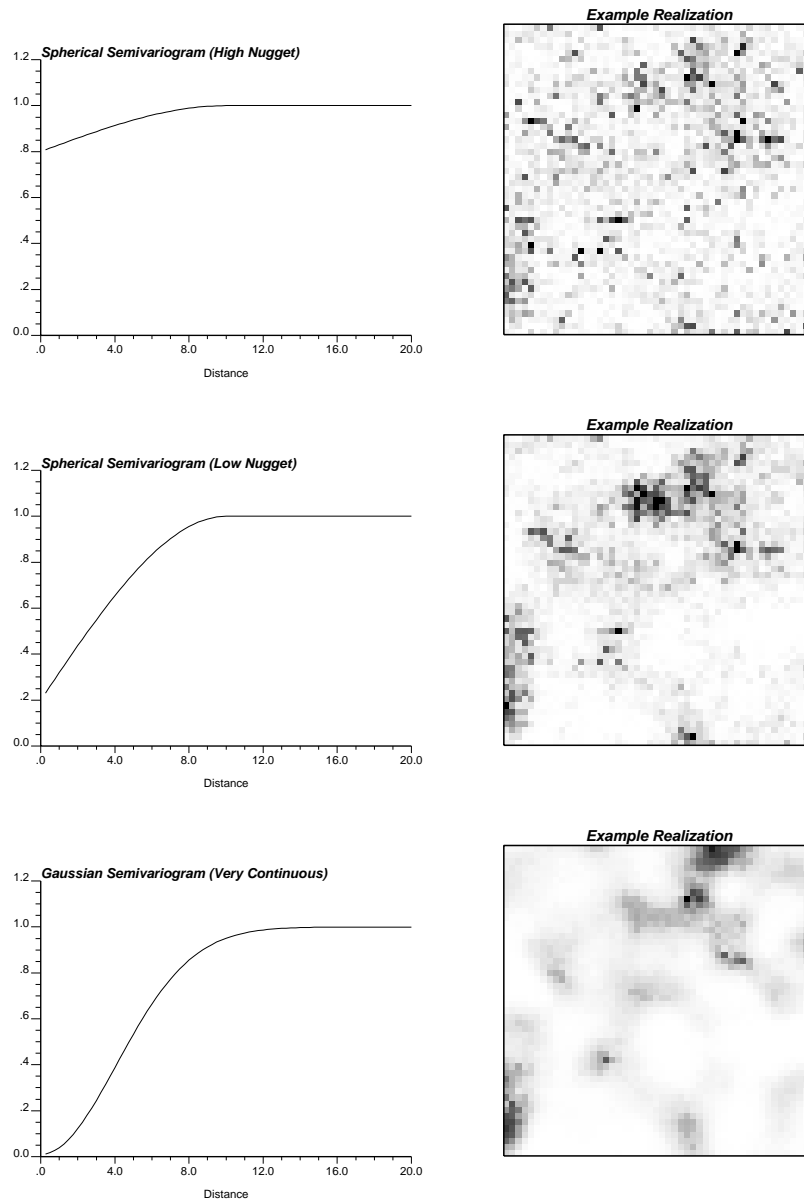 Example Realization
Spherical Semivariogram (High Nugget)
1.2
1.0
.8
.6
.4
.2
0.0
.0 4.0 8.0 12.0 16.0 20.0
Distance
Example Realization
Spherical Semivariogram (Low Nugget)
1.2
1.0
.8
.6
.4
.2
0.0
.0 4.0 8.0 12.0 16.0 20.0
Distance
Example Realization
Gaussian Semivariogram (Very Continuous)
1.2
1.0
.8
.6
.4
.2
0.0
.0 4.0 8.0 12.0 16.0 20.0
Distance